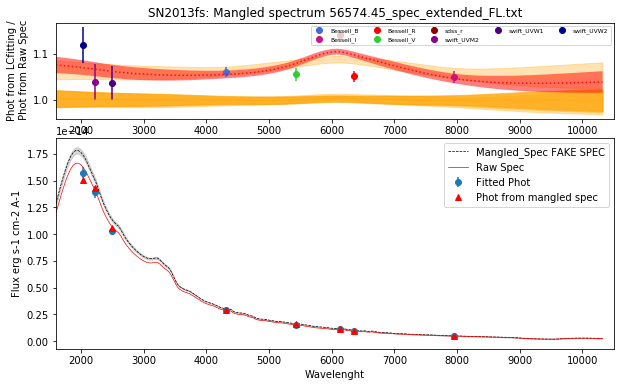 SN2013fs: Mangled spectrum 56574.45_spec_extended_FL.txt
Phot from LCfitting /
Phot from Raw Spec
1.1
1.0
Bessell_B
Bessell_I
Bessell_R
Bessell_V
sdss_r
swift_UVM2
swift_UVW1
swift_UVW2
2000 3000 4000 5000 6000 7000 8000 9000 10000
1e−14
Flux erg s-1 cm-2 A-1
1.75
1.50
1.25
1.00
0.75
0.50
0.25
0.00
Mangled_Spec FAKE SPEC
Raw Spec
Fitted Phot
Phot from mangled spec
2000 3000 4000 5000 6000 7000 8000 9000 10000
Wavelenght